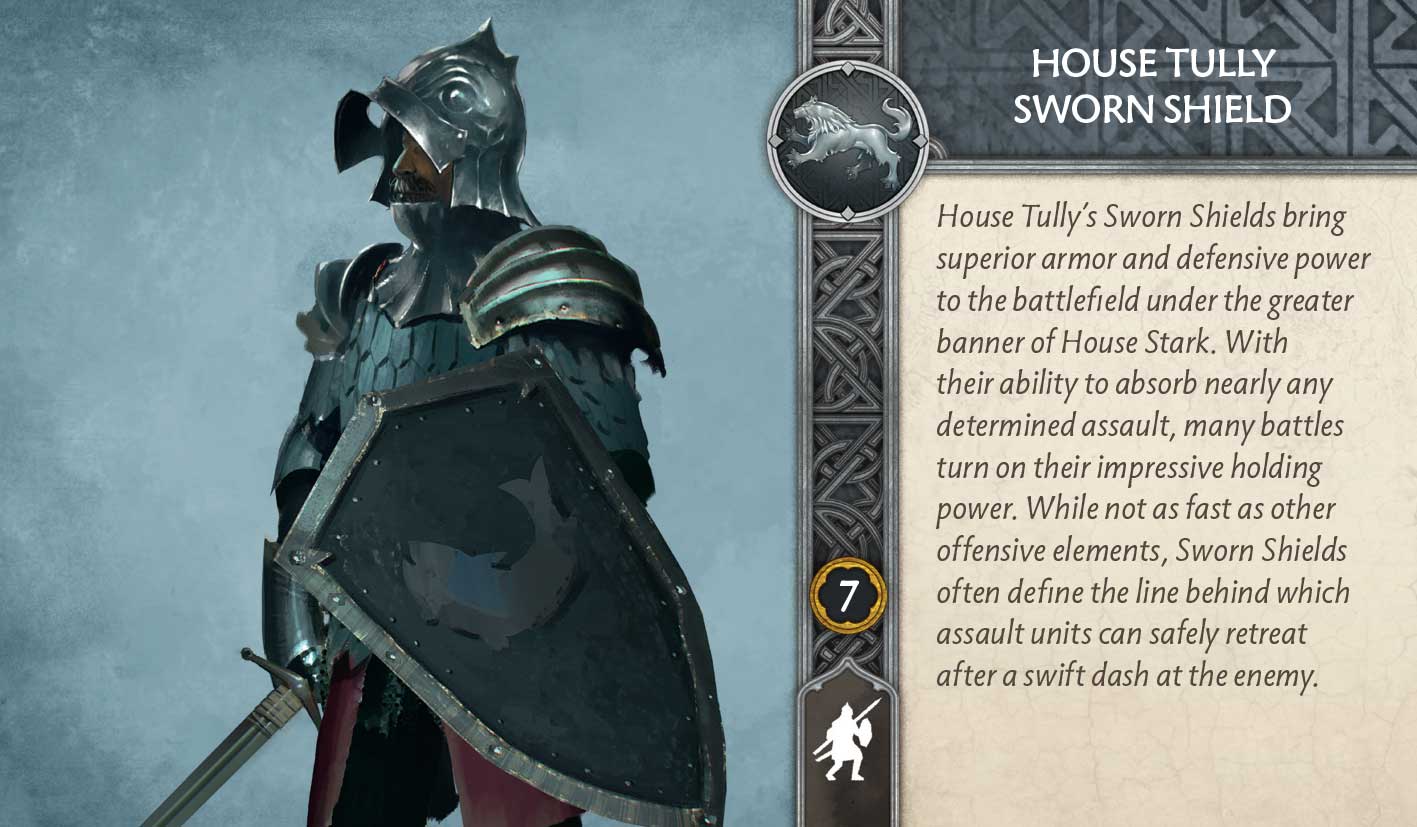 HOUSE TULLY
SWORN SHIELD
House Tully’s Sworn Shields bring
superior armor and defensive power
to the battlefield under the greater
banner of House Stark. With
their ability to absorb nearly any
determined assault, many battles
turn on their impressive holding
power. While not as fast as other
offensive elements, Sworn Shields
often define the line behind which
assault units can safely retreat
after a swift dash at the enemy.
7